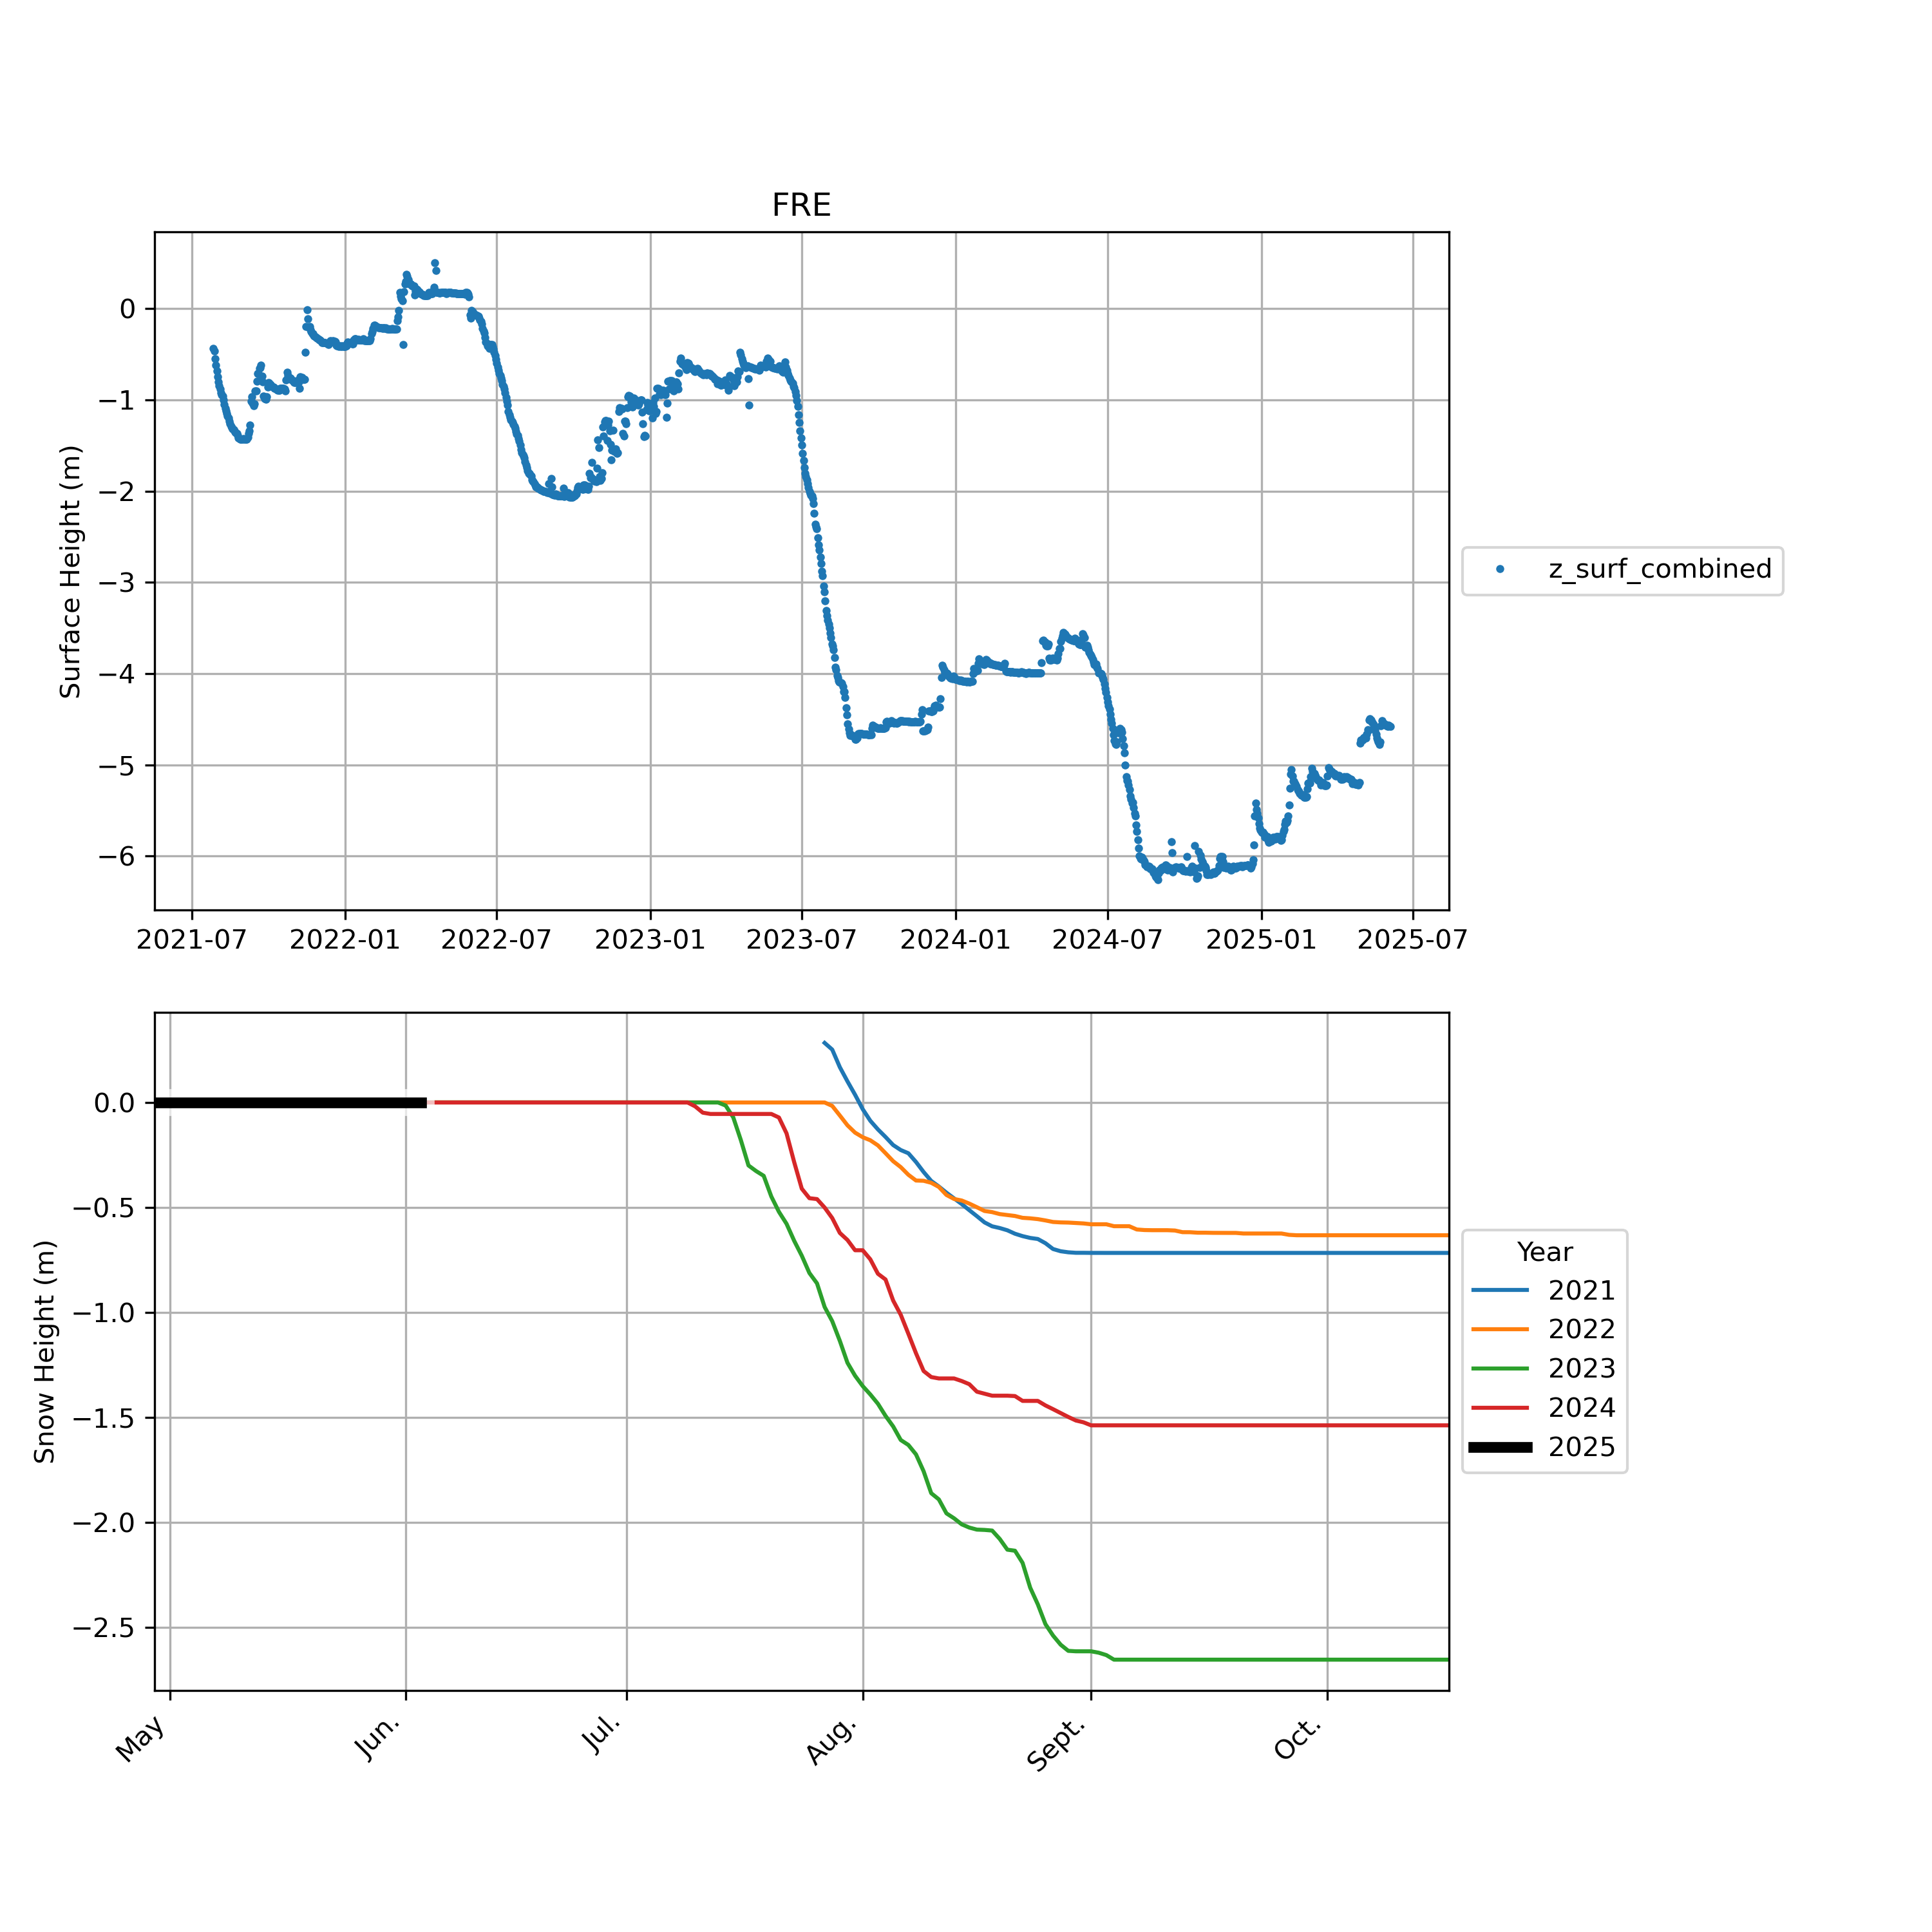 FRE
Surface Height (m)
0
−1
−2
−3
−4
−5
−6
2021-07 2022-01 2022-07 2023-01 2023-07 2024-01 2024-07 2025-01 2025-07
z_surf_combined
Snow Height (m)
0.0
−0.5
−1.0
−1.5
−2.0
−2.5
May Jun. Jul. Aug. Sept. Oct.
Year
2021
2022
2023
2024
2025